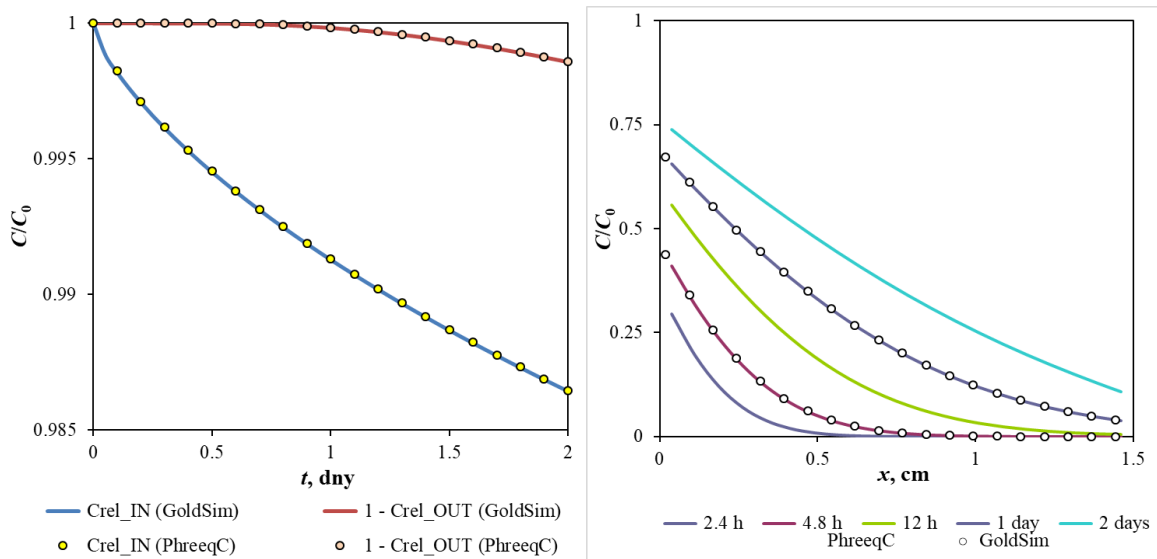 1
0.995
0.99
0.985
C/C0
0 0.5 1 1.5 2
t, dny
Crel_IN (GoldSim) 1 - Crel_OUT (GoldSim)
Crel_IN (PhreeqC) 1 - Crel_OUT (PhreeqC)
1
0.75
0.5
0.25
0
C/C0
0 0.5 1 1.5
x, cm
2.4 h 4.8 h 12 h 1 day 2 days
PhreeqC GoldSim